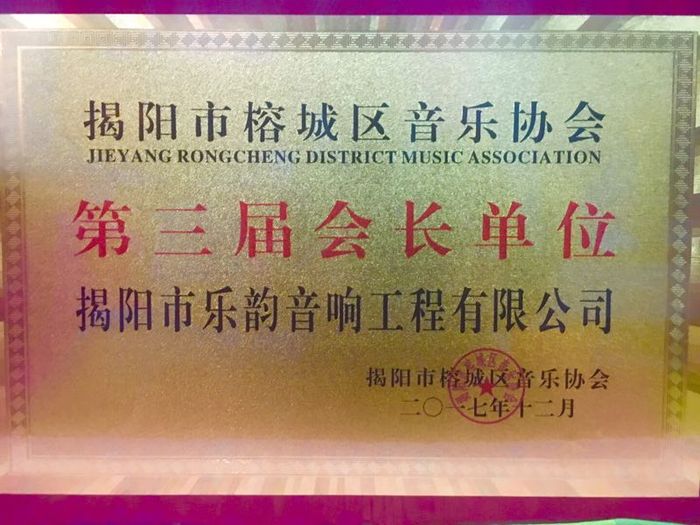 揭阳市榕城区音乐协会
JIEYANG RONGCHENG DISTRICT MUSIC ASSOCIATION
第三届会长单位
揭阳市乐韵音响工程有限公司
揭阳市榕城区音乐协会
二〇一七年十二月